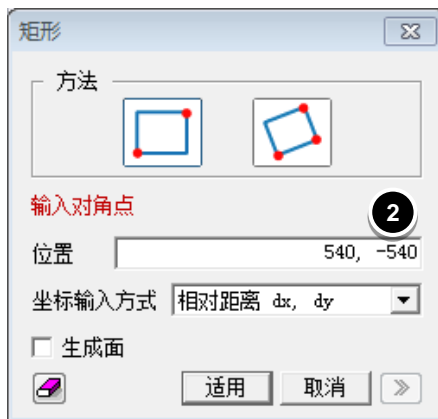 矩形
方法
输入对角点
2
位置 540, -540
坐标输入方式 相对距离 dx, dy
生成面
适用 取消